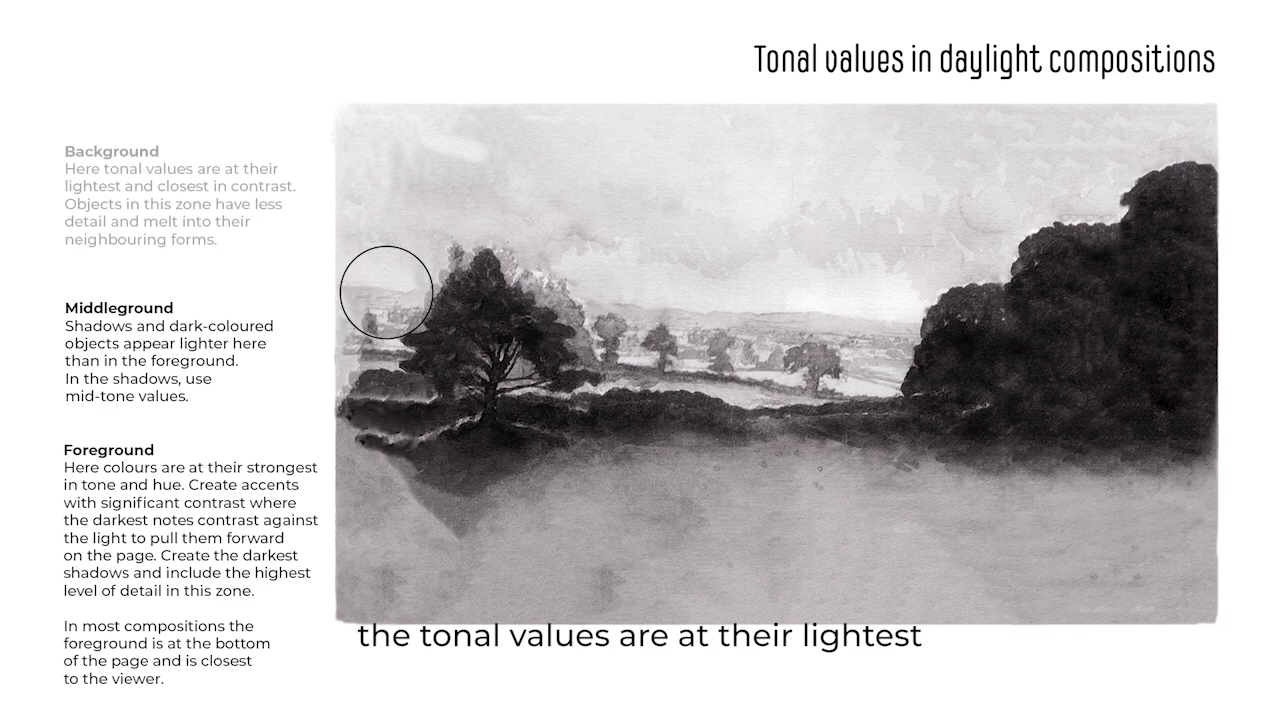 Tonal values in daylight compositions
Background
Here tonal values are at their
lightest and closest in contrast.
Objects in this zone have less
detail and melt into their
neighbouring forms.
Middleground
Shadows and dark-coloured
objects appear lighter here
than in the foreground.
In the shadows, use
mid-tone values.
Foreground
Here colours are at their strongest
in tone and hue. Create accents
with significant contrast where
the darkest notes contrast against
the light to pull them forward
on the page. Create the darkest
shadows and include the highest
level of detail in this zone.
In most compositions the
foreground is at the bottom
of the page and is closest
to the viewer.
the tonal values are at their lightest